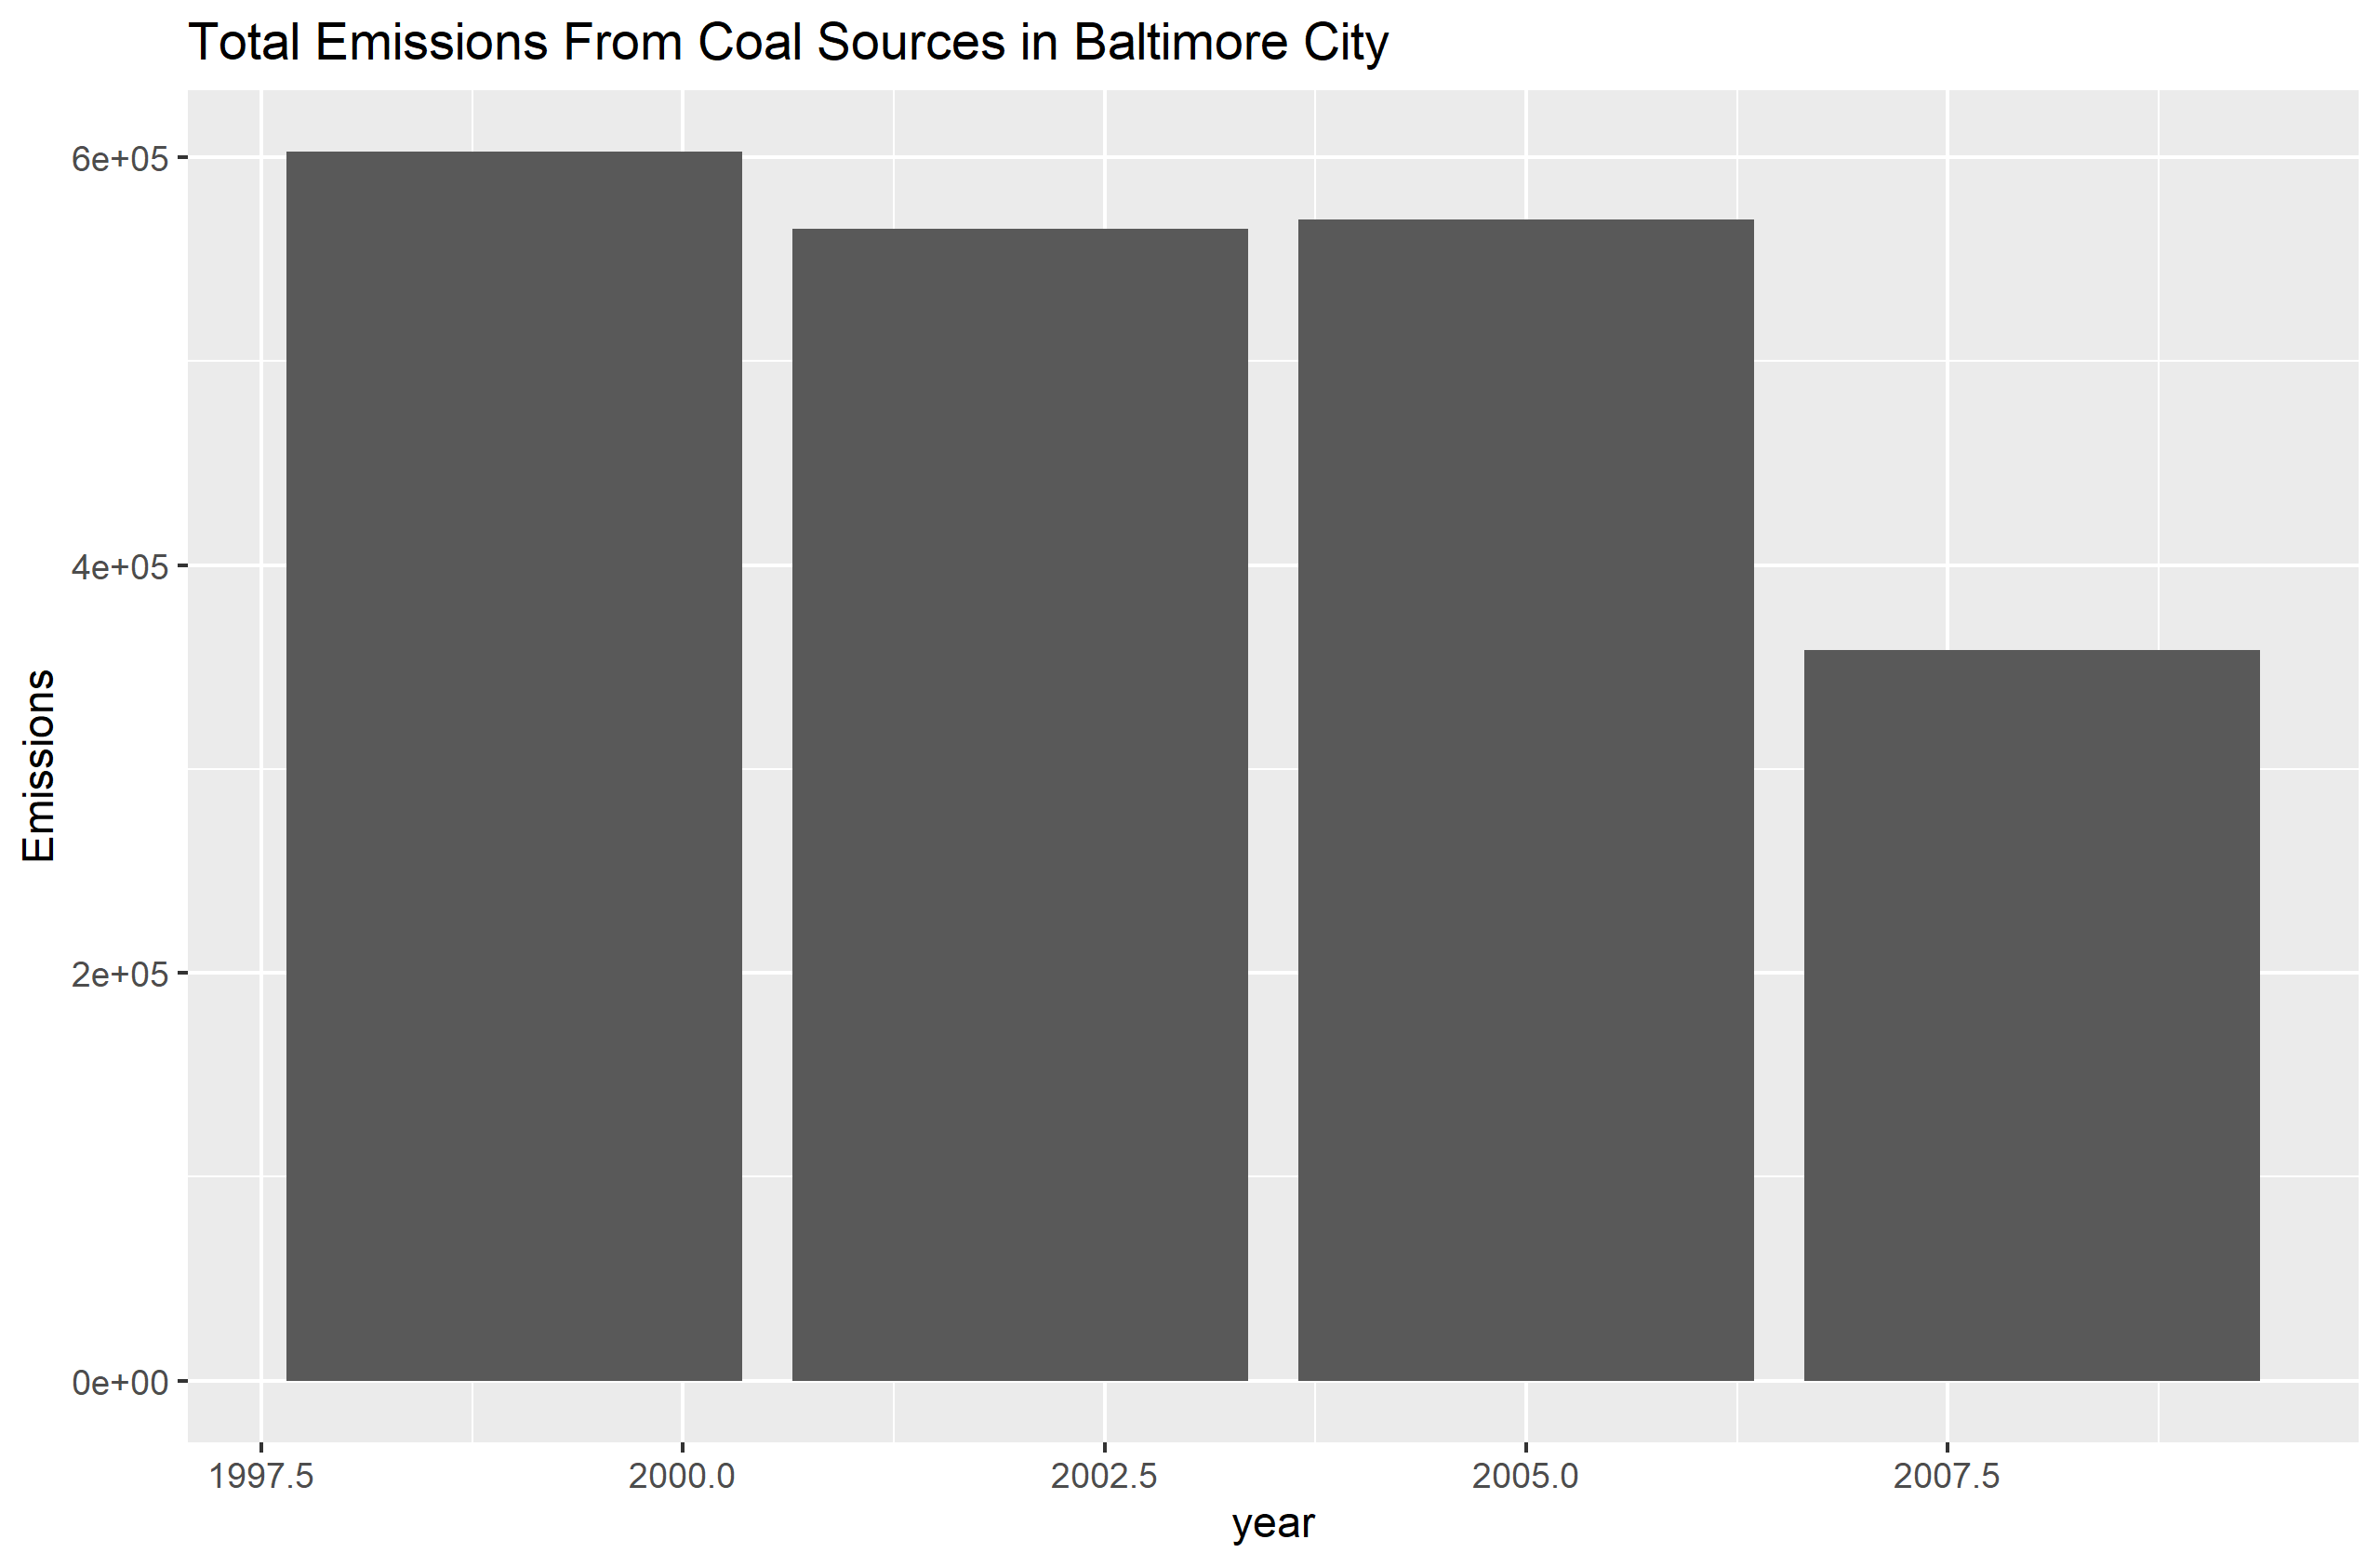 Total Emissions From Coal Sources in Baltimore City
6e+05
4e+05
2e+05
0e+00
Emissions
1997.5 2000.0 2002.5 2005.0 2007.5
year